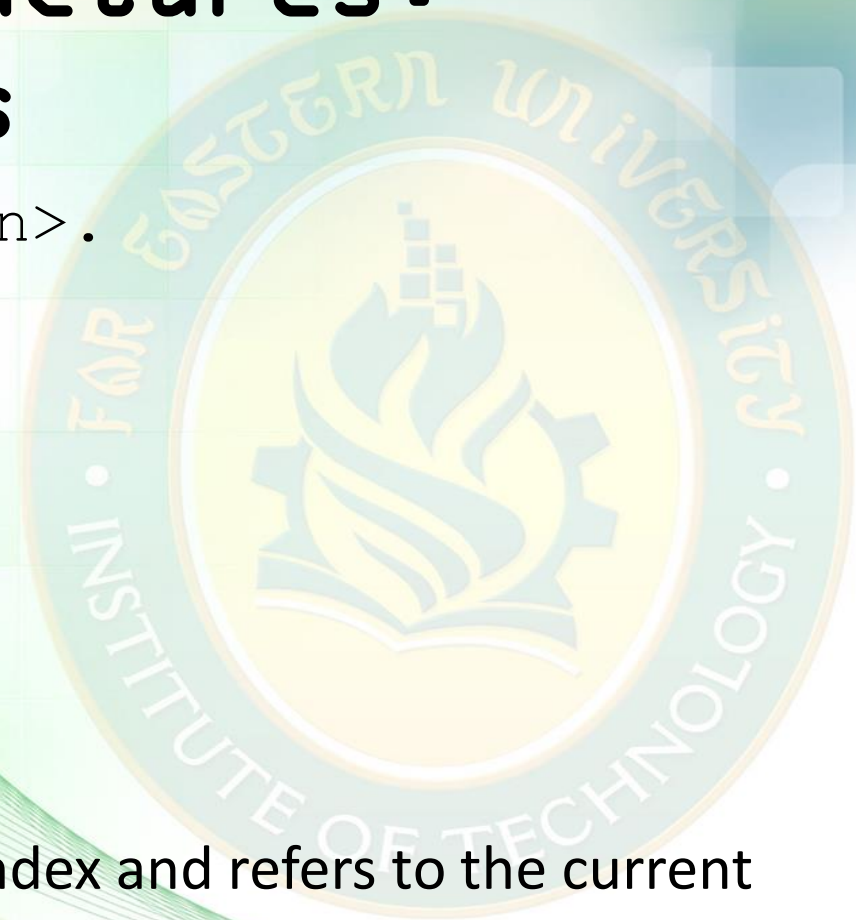 s
n>.
FAR EASTERN UNIVERSITY
INSTITUTE OF TECHNOLOGY
ndex and refers to the current